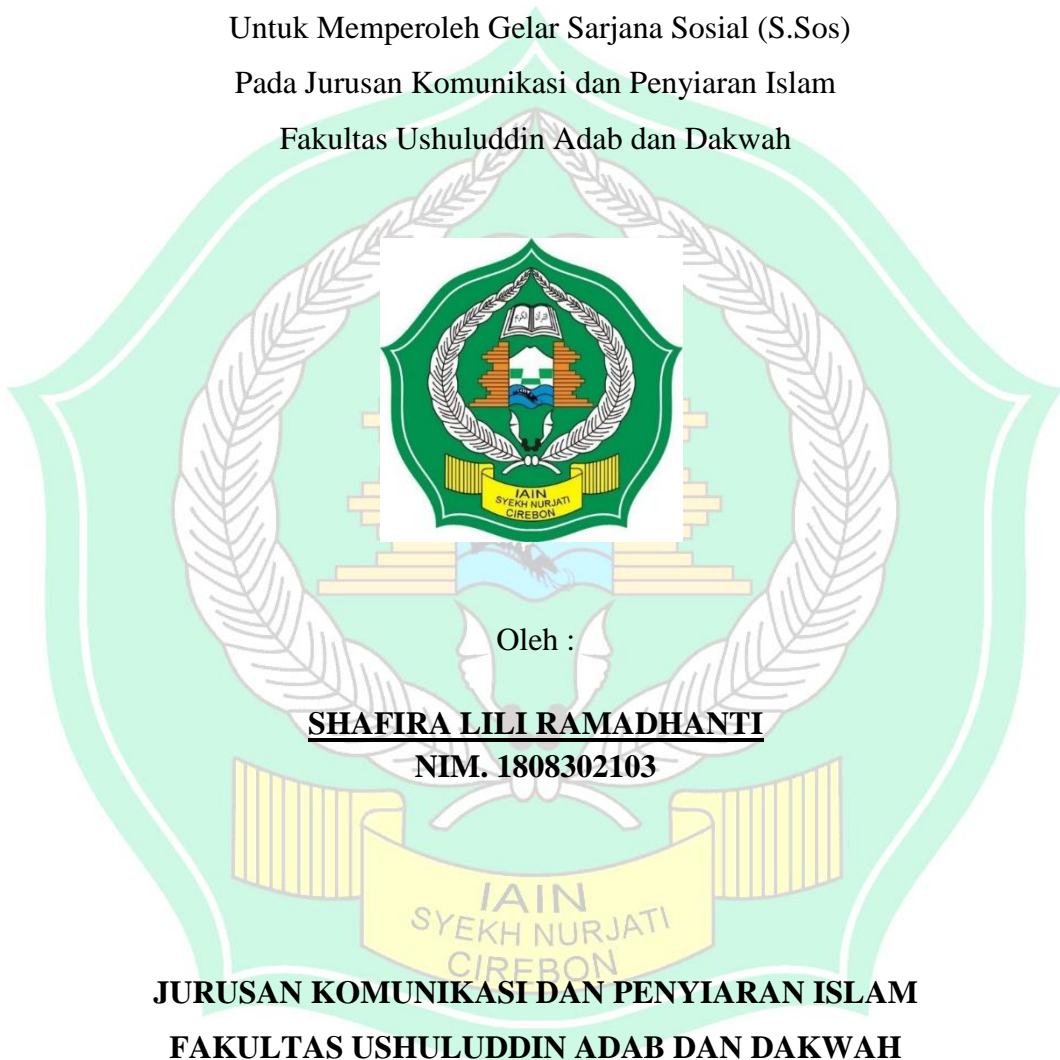 Untuk Memperoleh Gelar Sarjana Sosial (S.Sos)
Pada Jurusan Komunikasi dan Penyiaran Islam
Fakultas Ushuluddin Adab dan Dakwah
القرآن الكريم
IAIN
SYEKH NURJATI
CIREBON
Oleh :
SHAFIRA LILI RAMADHANTI
NIM. 1808302103
IAIN
SYEKH NURJATI
CIREBON
JURUSAN KOMUNIKASI DAN PENYIARAN ISLAM
FAKULTAS USHULUDDIN ADAB DAN DAKWAH